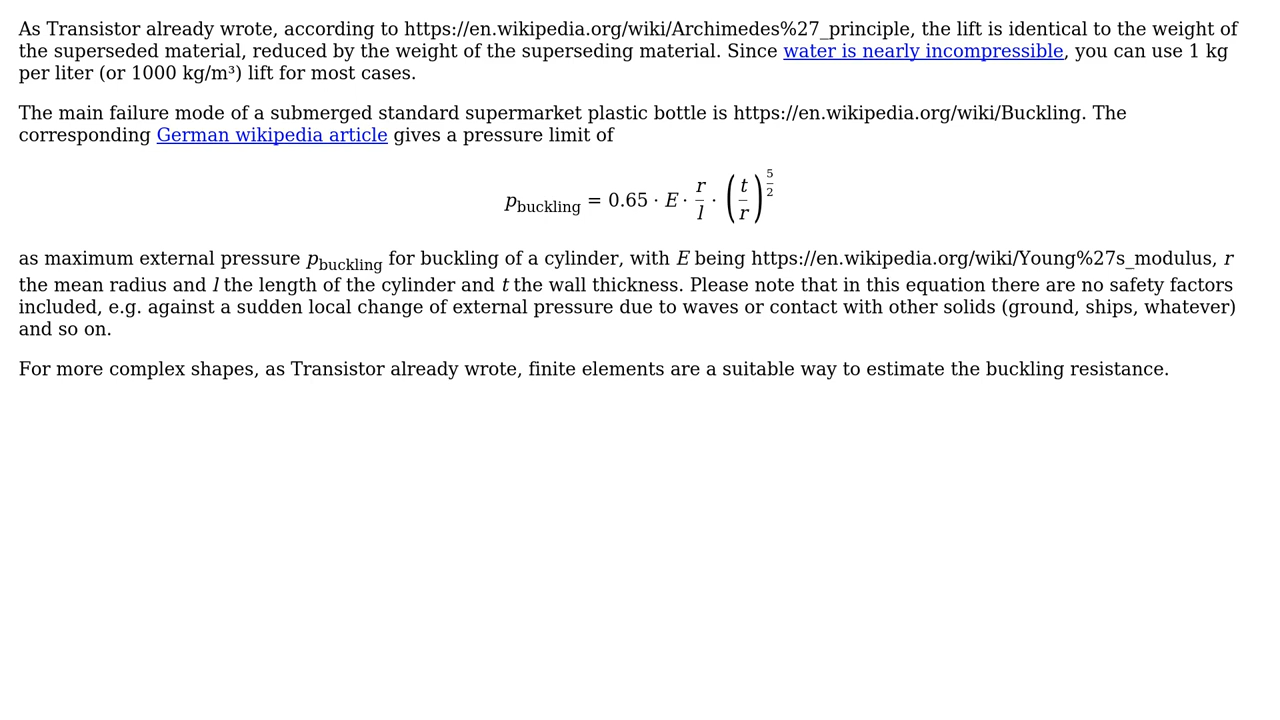 As Transistor already wrote, according to https://en.wikipedia.org/wiki/Archimedes%27_principle, the lift is identical to the weight of
the superseded material, reduced by the weight of the superseding material. Since water is nearly incompressible, you can use 1 kg
per liter (or 1000 kg/m³) lift for most cases.
The main failure mode of a submerged standard supermarket plastic bottle is https://en.wikipedia.org/wiki/Buckling. The
corresponding German wikipedia article gives a pressure limit of
p_buckling = 0.65 · E · r/l · (t/r)^(5/2)
as maximum external pressure p_buckling for buckling of a cylinder, with E being https://en.wikipedia.org/wiki/Young%27s_modulus, r
the mean radius and l the length of the cylinder and t the wall thickness. Please note that in this equation there are no safety factors
included, e.g. against a sudden local change of external pressure due to waves or contact with other solids (ground, ships, whatever)
and so on.
For more complex shapes, as Transistor already wrote, finite elements are a suitable way to estimate the buckling resistance.